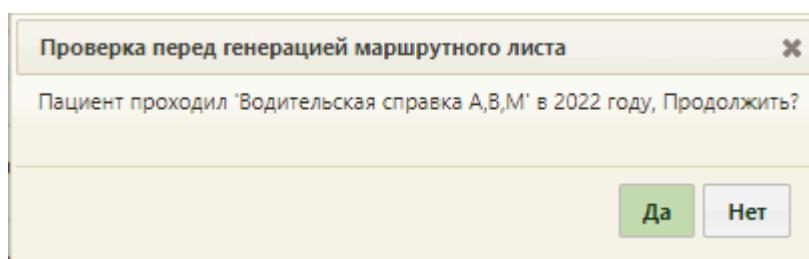 Проверка перед генерацией маршрутного листа
Пациент проходил 'Водительская справка А,В,М' в 2022 году, Продолжить?
Да
Нет